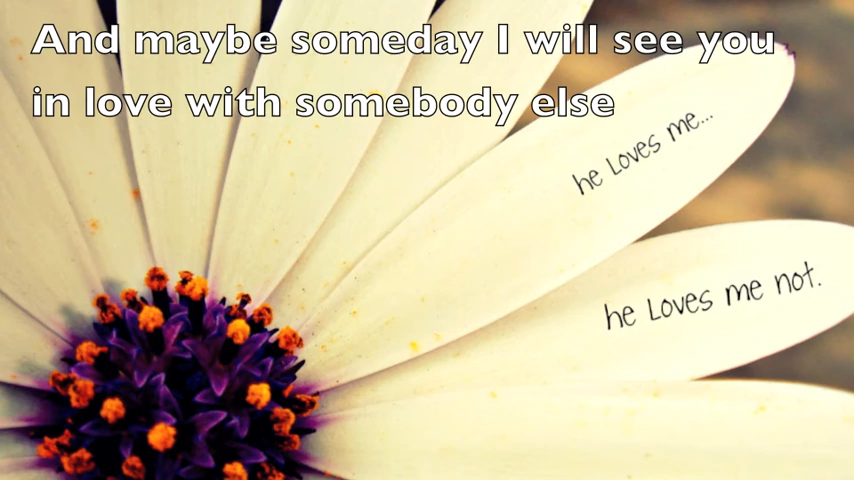 And maybe someday I will see you
in love with somebody else
he Loves me...
he Loves me not.